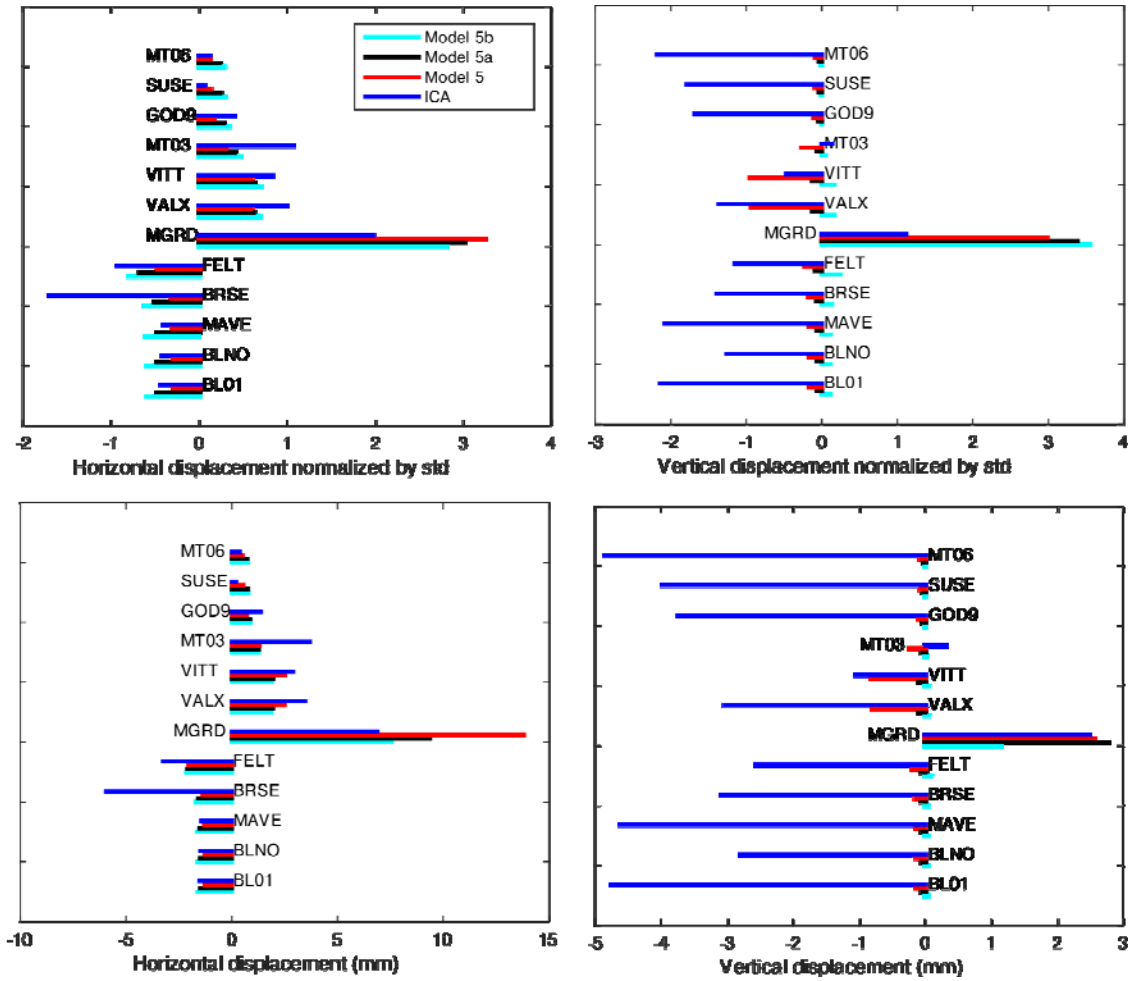 MT06
SUSE
GOD9
MT03
VITT
VALX
MGRD
FELT
BRSE
MAVE
BLNO
BL01
Model 5b
Model 5a
Model 5
ICA
-2 -1 0 1 2 3 4
Horizontal displacement normalized by std
MT06
SUSE
GOD9
MT03
VITT
VALX
MGRD
FELT
BRSE
MAVE
BLNO
BL01
-3 -2 -1 0 1 2 3 4
Vertical displacement normalized by std
MT06
SUSE
GOD9
MT03
VITT
VALX
MGRD
FELT
BRSE
MAVE
BLNO
BL01
-10 -5 0 5 10 15
Horizontal displacement (mm)
MT06
SUSE
GOD9
MT03
VITT
VALX
MGRD
FELT
BRSE
MAVE
BLNO
BL01
-5 -4 -3 -2 -1 0 1 2 3
Vertical displacement (mm)